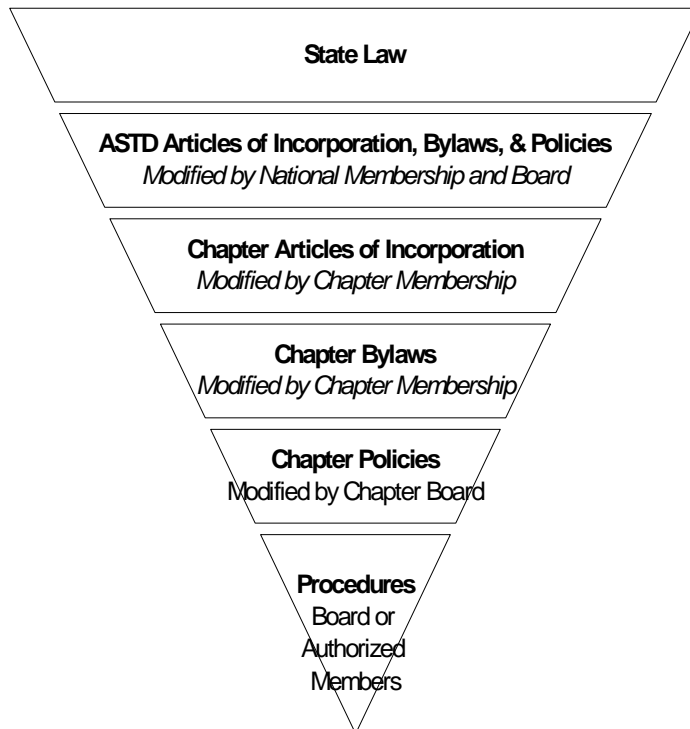 State Law
ASTD Articles of Incorporation, Bylaws, & Policies
Modified by National Membership and Board
Chapter Articles of Incorporation
Modified by Chapter Membership
Chapter Bylaws
Modified by Chapter Membership
Chapter Policies
Modified by Chapter Board
Procedures
Board or
Authorized
Members